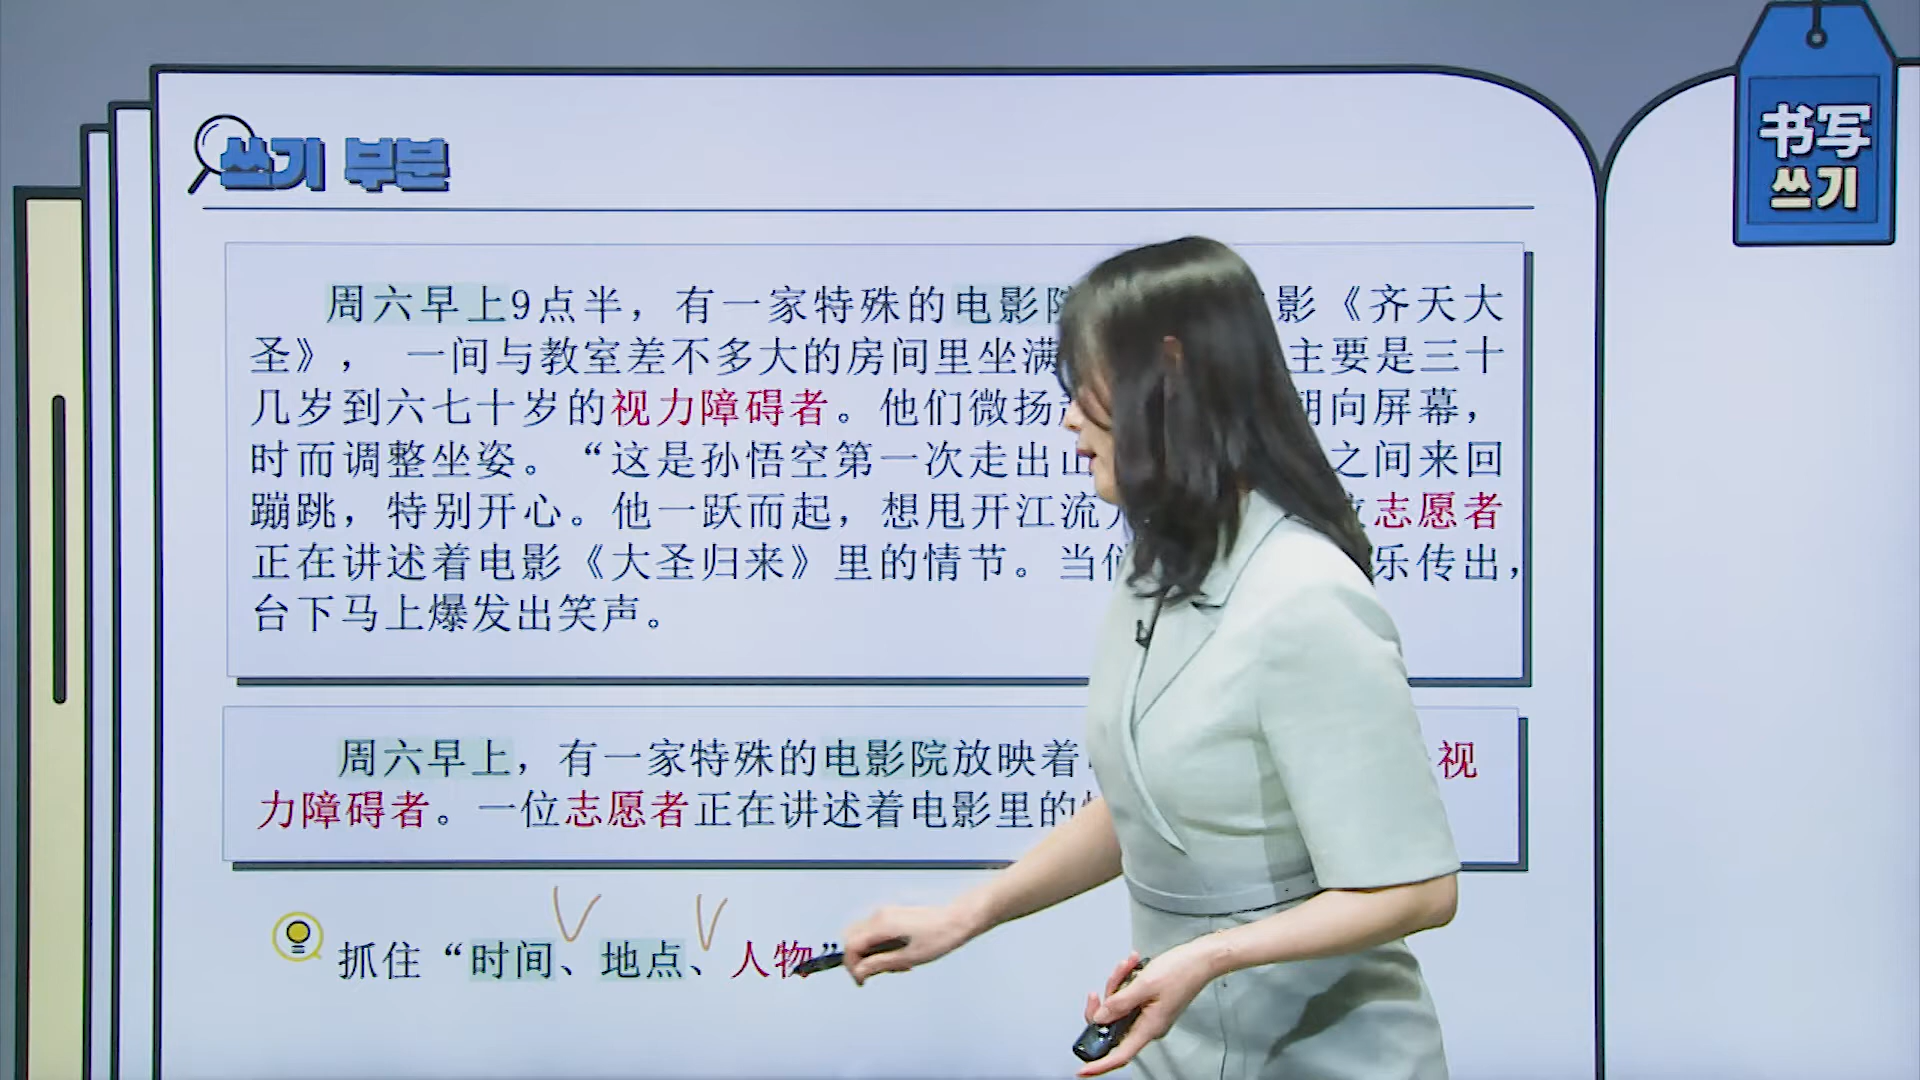 书写
쓰기
쓰기 부분
周六早上9点半，有一家特殊的电影 影《齐天大
圣》， 一间与教室差不多大的房间里坐满 主要是三十
几岁到六七十岁的视力障碍者。他们微扬 朝向屏幕，
时而调整坐姿。“这是孙悟空第一次走出 之间来回
蹦跳，特别开心。他一跃而起，想甩开江流 志愿者
正在讲述着电影《大圣归来》里的情节。当 乐传出，
台下马上爆发出笑声。
周六早上，有一家特殊的电影院放映着 视
力障碍者。一位志愿者正在讲述着电影里的
抓住“时间、地点、人物”